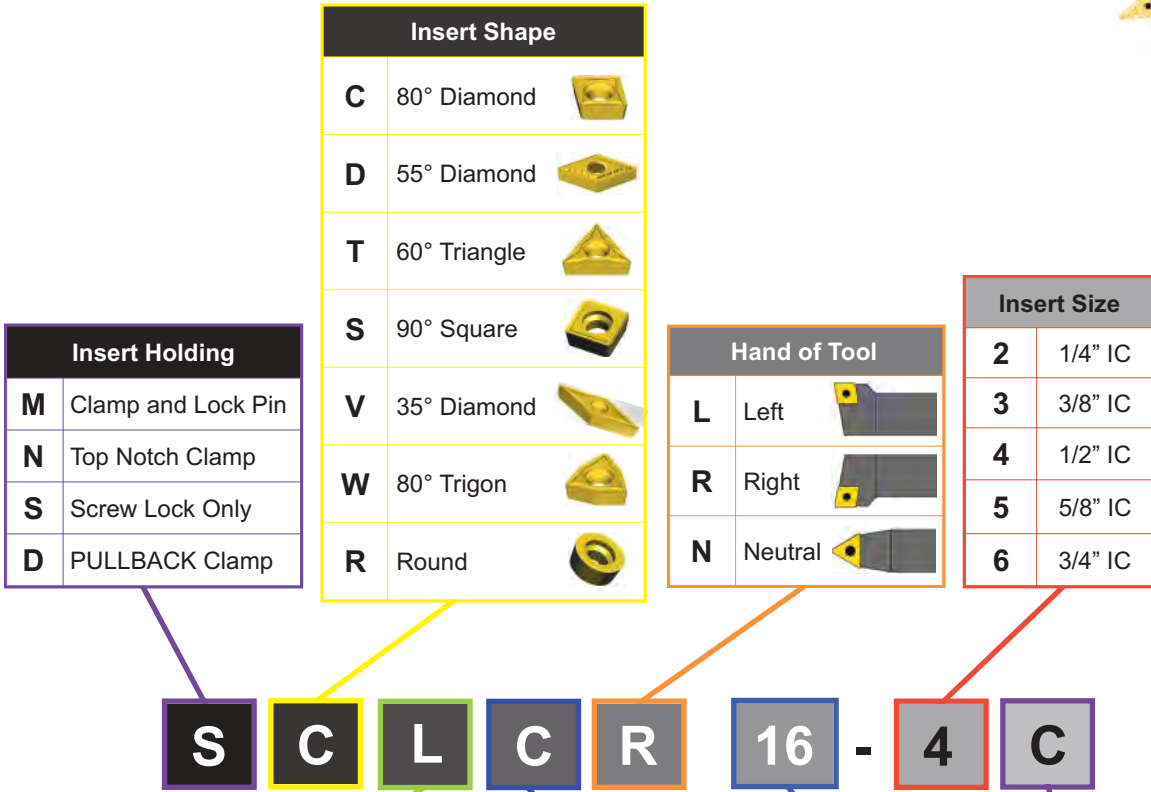 Insert Shape
C 80° Diamond
D 55° Diamond
T 60° Triangle
S 90° Square
V 35° Diamond
W 80° Trigon
R Round
Insert Holding
M Clamp and Lock Pin
N Top Notch Clamp
S Screw Lock Only
D PULLBACK Clamp
Hand of Tool
L Left
R Right
N Neutral
Insert Size
2 1/4” IC
3 3/8” IC
4 1/2” IC
5 5/8” IC
6 3/4” IC
S C L C R 16 - 4 C